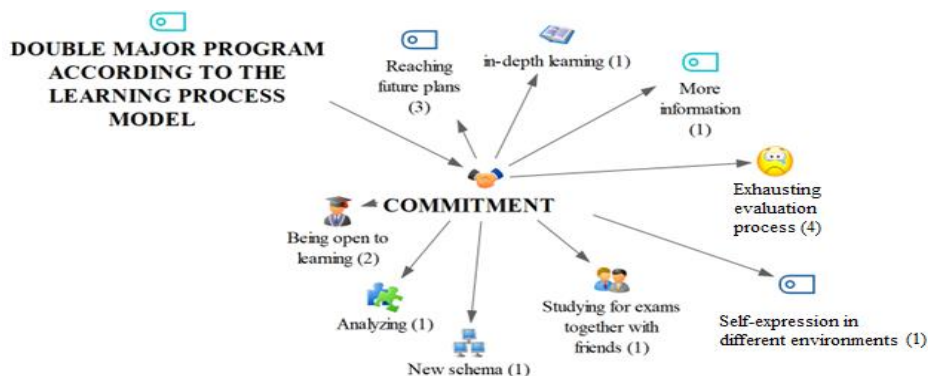 DOUBLE MAJOR PROGRAM
ACCORDING TO THE
LEARNING PROCESS
MODEL
Reaching
future plans
(3)
in-depth learning (1)
More
information
(1)
Exhausting
evaluation
process (4)
COMMITMENT
Being open to
learning (2)
Analyzing (1)
New schema (1)
Studying for exams
together with
friends (1)
Self-expression in
different environments (1)